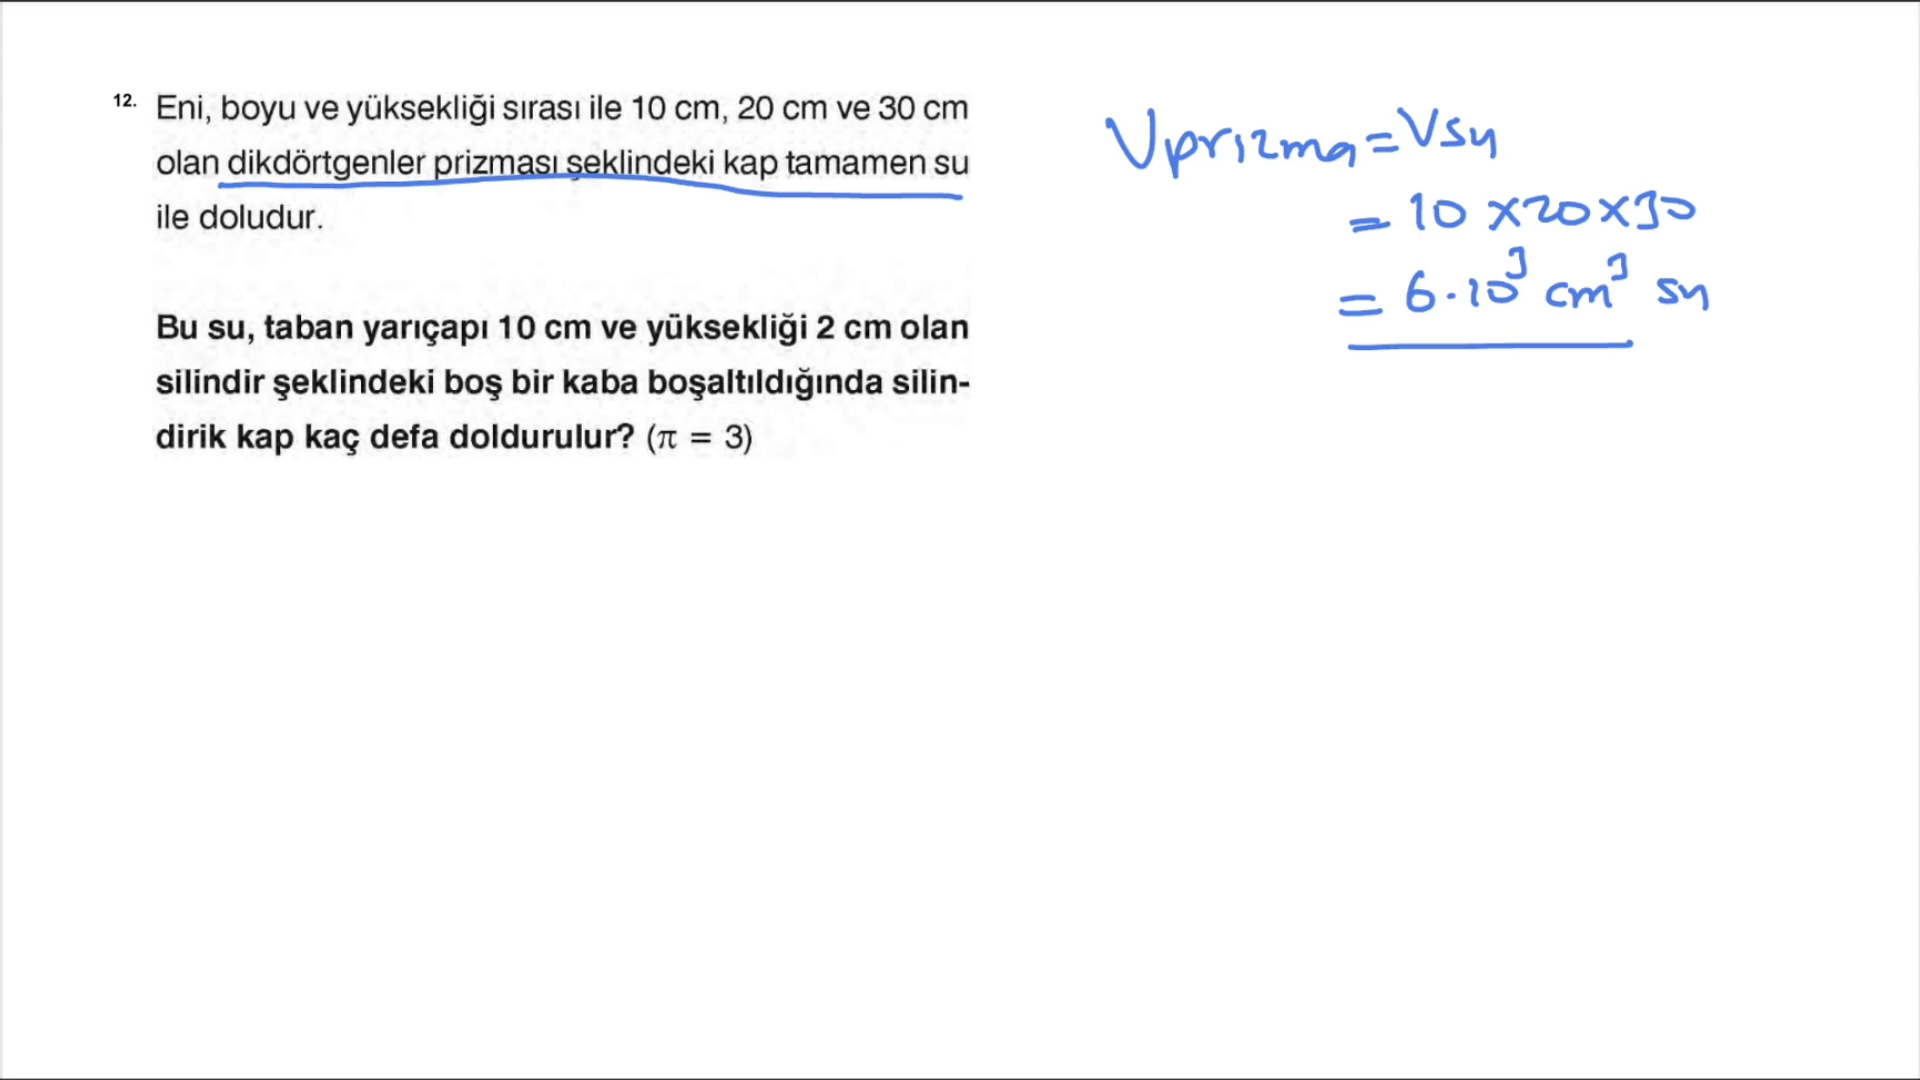 12. Eni, boyu ve yüksekliği sırası ile 10 cm, 20 cm ve 30 cm
olan dikdörtgenler prizması şeklindeki kap tamamen su
ile doludur.
Bu su, taban yarıçapı 10 cm ve yüksekliği 2 cm olan
silindir şeklindeki boş bir kaba boşaltıldığında silin-
dirik kap kaç defa doldurulur? (π = 3)
Vprizma = Vsu
= 10 x 20 x 30
= 6.10³ cm³ su